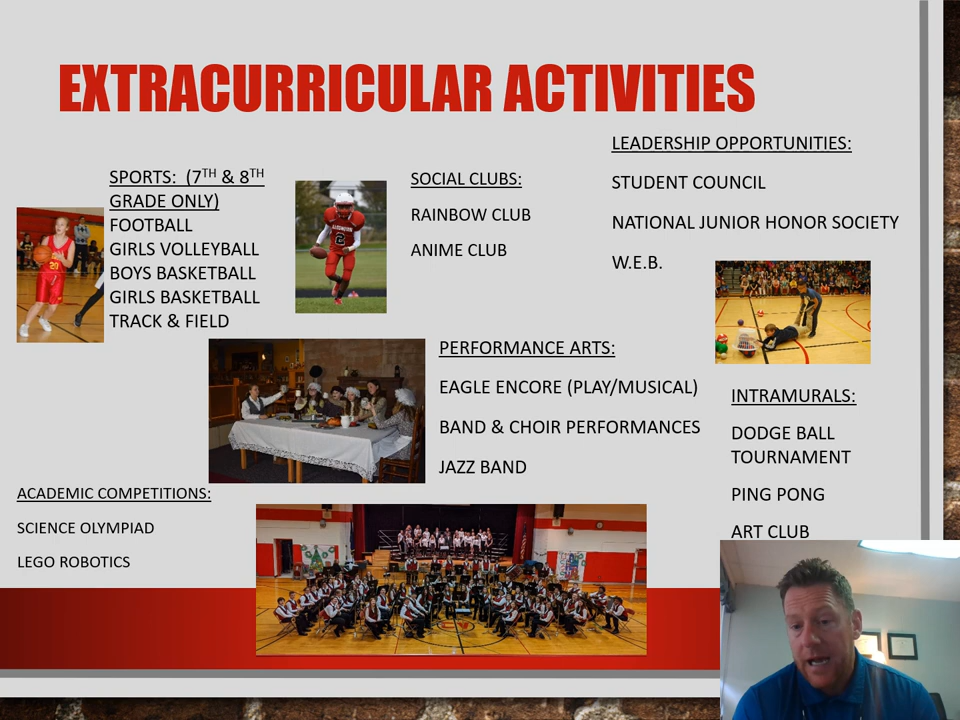 EXTRACURRICULAR ACTIVITIES
SPORTS: (7TH & 8TH
GRADE ONLY)
FOOTBALL
GIRLS VOLLEYBALL
BOYS BASKETBALL
GIRLS BASKETBALL
TRACK & FIELD
SOCIAL CLUBS:
RAINBOW CLUB
ANIME CLUB
LEADERSHIP OPPORTUNITIES:
STUDENT COUNCIL
NATIONAL JUNIOR HONOR SOCIETY
W.E.B.
PERFORMANCE ARTS:
EAGLE ENCORE (PLAY/MUSICAL)
BAND & CHOIR PERFORMANCES
JAZZ BAND
INTRAMURALS:
DODGE BALL
TOURNAMENT
PING PONG
ART CLUB
ACADEMIC COMPETITIONS:
SCIENCE OLYMPIAD
LEGO ROBOTICS
2